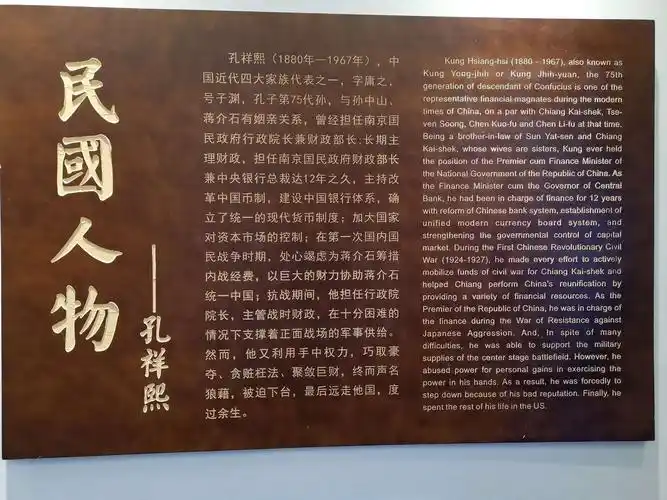 民國人物
——孔祥熙
孔祥熙（1880年—1967年），中
国近代四大家族代表之一，字庸之，
号子渊，孔子第75代孙，与孙中山、
蒋介石有姻亲关系，曾经担任南京国
民政府行政院长兼财政部长;长期主
理财政，担任南京国民政府财政部长
兼中央银行总裁达12年之久，主持改
革中国币制，建设中国银行体系，确
立了统一的现代货币制度；加大国家
对资本市场的控制；在第一次国内国
民战争时期，处心竭虑为蒋介石筹措
内战经费，以巨大的财力协助蒋介石
统一中国；抗战期间，他担任行政院
院长，主管战时财政，在十分困难的
情况下支撑着正面战场的军事供给。
然而，他又利用手中权力，巧取豪
夺、贪赃枉法、聚敛巨财，终而声名
狼藉，被迫下台，最后远走他国，度
过余生。
Kung Hsiang-hsi (1880 - 1967), also known as
Kung Yong-jhih or Kung Jhih-yuan, the 75th
generation of descendant of Confucius is one of the
representative financial magnates during the modern
times of China, on a par with Chiang Kai-shek, Tse-
ven Soong, Chen Kuo-fu and Chen Li-fu at that time.
Being a brother-in-law of Sun Yat-sen and Chiang
Kai-shek, whose wives are sisters, Kung ever held
the position of the Premier cum Finance Minister of
the National Government of the Republic of China. As
the Finance Minister cum the Governor of Central
Bank, he had been in charge of finance for 12 years
with reform of Chinese bank system, establishment of
unified modern currency board system, and
strengthening the governmental control of capital
market. During the First Chinese Revolutionary Civil
War (1924-1927), he made every effort to actively
mobilize funds of civil war for Chiang Kai-shek and
helped Chiang perform China's reunification by
providing a variety of financial resources. As the
Premier of the Republic of China, he was in charge of
the finance during the War of Resistance against
Japanese Aggression. And, In spite of many
difficulties, he was able to support the military
supplies of the center stage battlefield. However, he
abused power for personal gains in exercising the
power in his hands. As a result, he was forcedly to
step down because of his bad reputation. Finally, he
spent the rest of his life in the US.